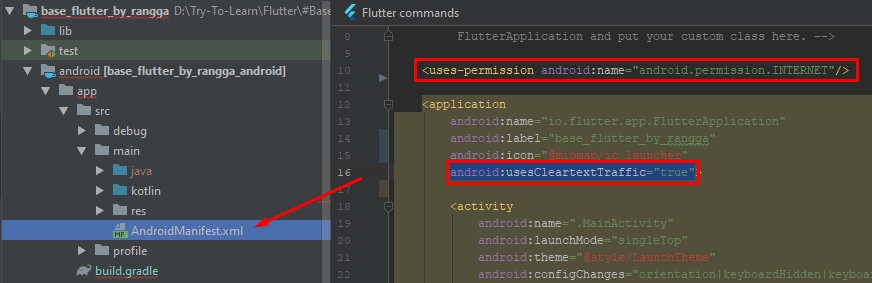 base_flutter_by_rangga D:\Try-To-Learn\Flutter\#Bas
lib
test
android [base_flutter_by_rangga_android]
app
src
debug
main
java
kotlin
res
AndroidManifest.xml
profile
build.gradle
Flutter commands
8 FlutterApplication and put your custom class here. -->
9
10 <uses-permission android:name="android.permission.INTERNET"/>
11
12 <application
13 android:name="io.flutter.app.FlutterApplication"
14 android:label="base_flutter_by_rangga"
15 android:icon="@mipmap/ic_launcher"
16 android:usesCleartextTraffic="true">
17
18 <activity
19 android:name=".MainActivity"
20 android:launchMode="singleTop"
21 android:theme="@style/LaunchTheme"
22 android:configChanges="orientation|keyboardHidden|keyboar